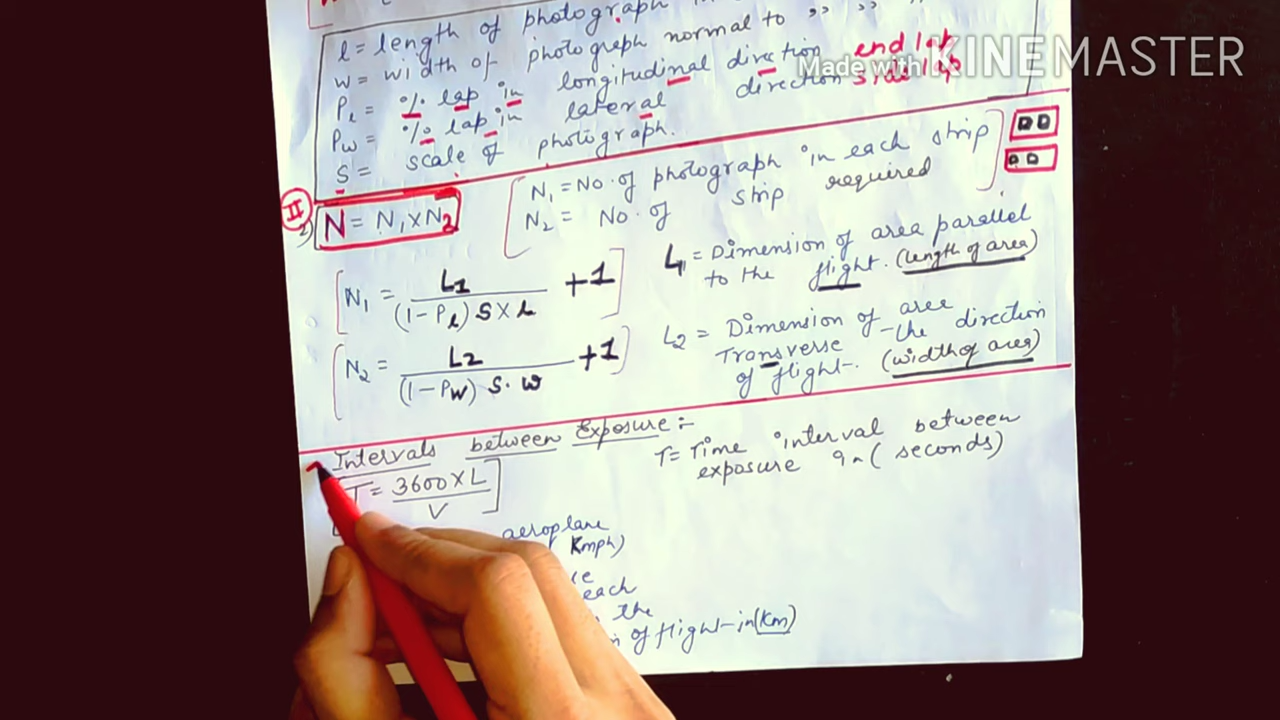 l = length of photograph in
w = width of photograph normal to ,, ,, ,,
Pl = % lap in longitudinal direction end lap
Pw = % lap in lateral direction side lap
S = scale of photograph.
Made with KINEMASTER
II
N = N1 X N2
N1 = No. of photograph in each strip
N2 = No. of strip required
N1 = L1 / (1 - Pl) S X l + 1
L1 = Dimension of area parallel
to the flight. (length of area)
N2 = L2 / (1 - Pw) S. w + 1
L2 = Dimension of area
Transverse the direction
of flight. (width of area)
Intervals between Exposure :-
T = 3600 X L / V
T = Time interval between
exposure in (seconds)
aeroplane
Kmph)
each
the
of flight in (Km)